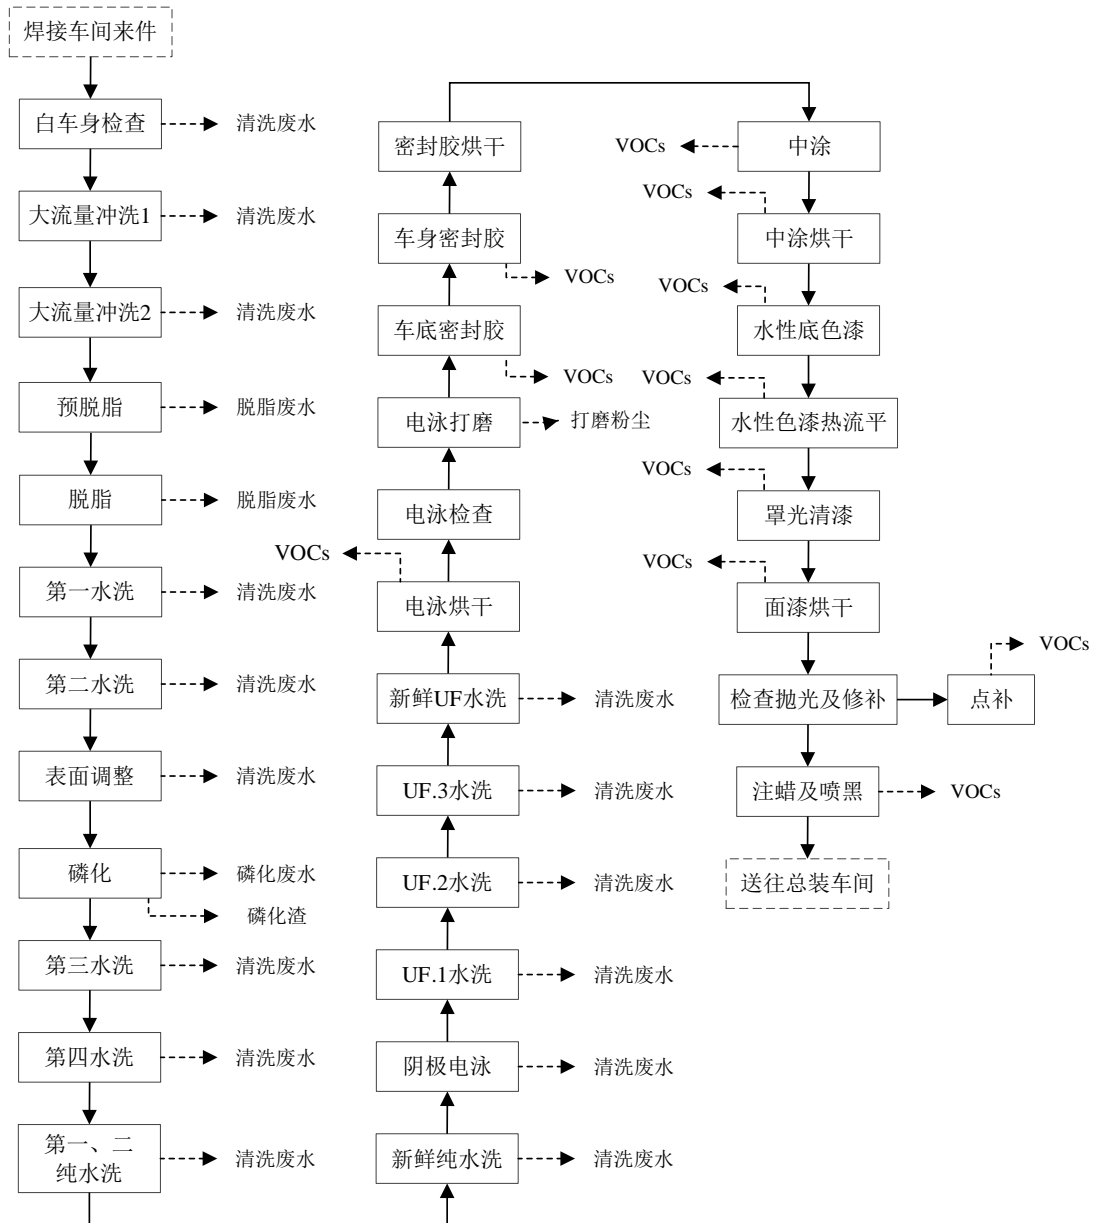 焊接车间来件
白车身检查
清洗废水
大流量冲洗1
清洗废水
大流量冲洗2
清洗废水
预脱脂
脱脂废水
脱脂
脱脂废水
第一水洗
清洗废水
第二水洗
清洗废水
表面调整
清洗废水
磷化
磷化废水
磷化渣
第三水洗
清洗废水
第四水洗
清洗废水
第一、二
纯水洗
清洗废水
新鲜纯水洗
清洗废水
阴极电泳
清洗废水
UF.1水洗
清洗废水
UF.2水洗
清洗废水
UF.3水洗
清洗废水
新鲜UF水洗
清洗废水
电泳烘干
VOCs
电泳检查
电泳打磨
打磨粉尘
车底密封胶
VOCs
车身密封胶
VOCs
密封胶烘干
中涂
VOCs
中涂烘干
VOCs
水性底色漆
VOCs
水性色漆热流平
VOCs
罩光清漆
VOCs
面漆烘干
VOCs
检查抛光及修补
点补
VOCs
注蜡及喷黑
VOCs
送往总装车间